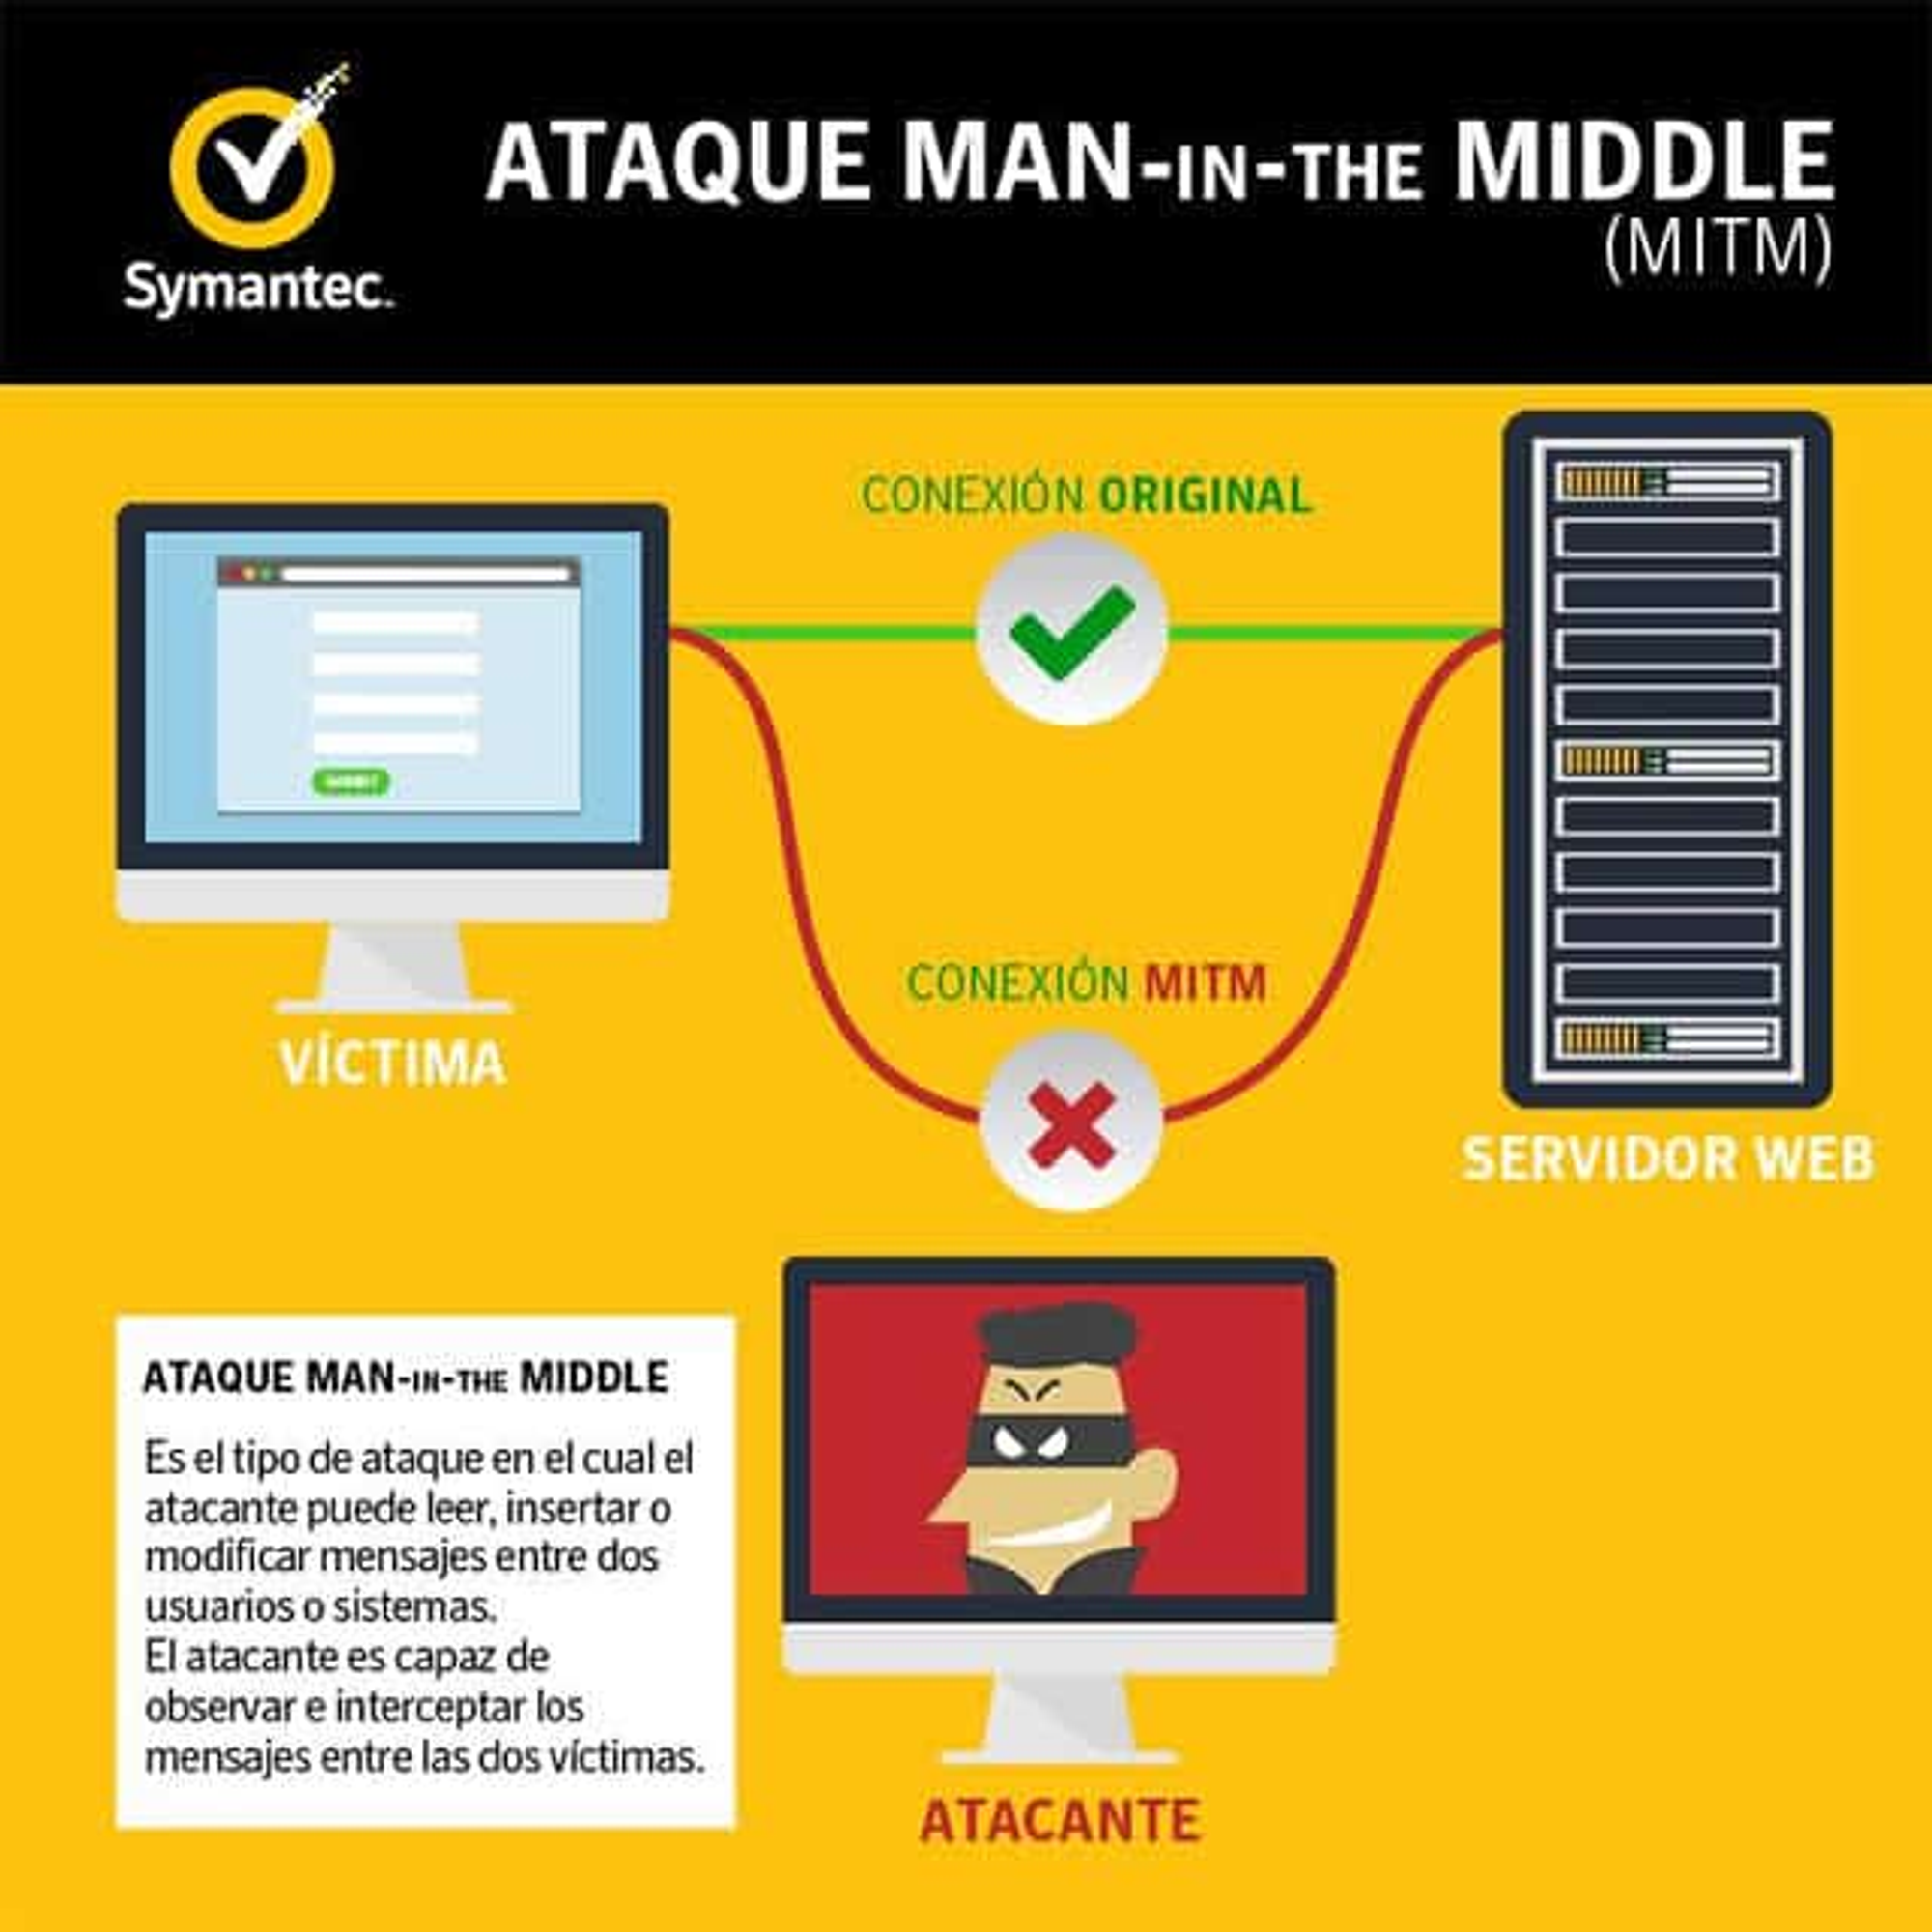 Symantec.
ATAQUE MAN-IN-THE MIDDLE
(MITM)
CONEXIÓN ORIGINAL
CONEXIÓN MITM
VÍCTIMA
SERVIDOR WEB
ATAQUE MAN-IN-THE MIDDLE
Es el tipo de ataque en el cual el
atacante puede leer, insertar o
modificar mensajes entre dos
usuarios o sistemas.
El atacante es capaz de
observar e interceptar los
mensajes entre las dos víctimas.
ATACANTE